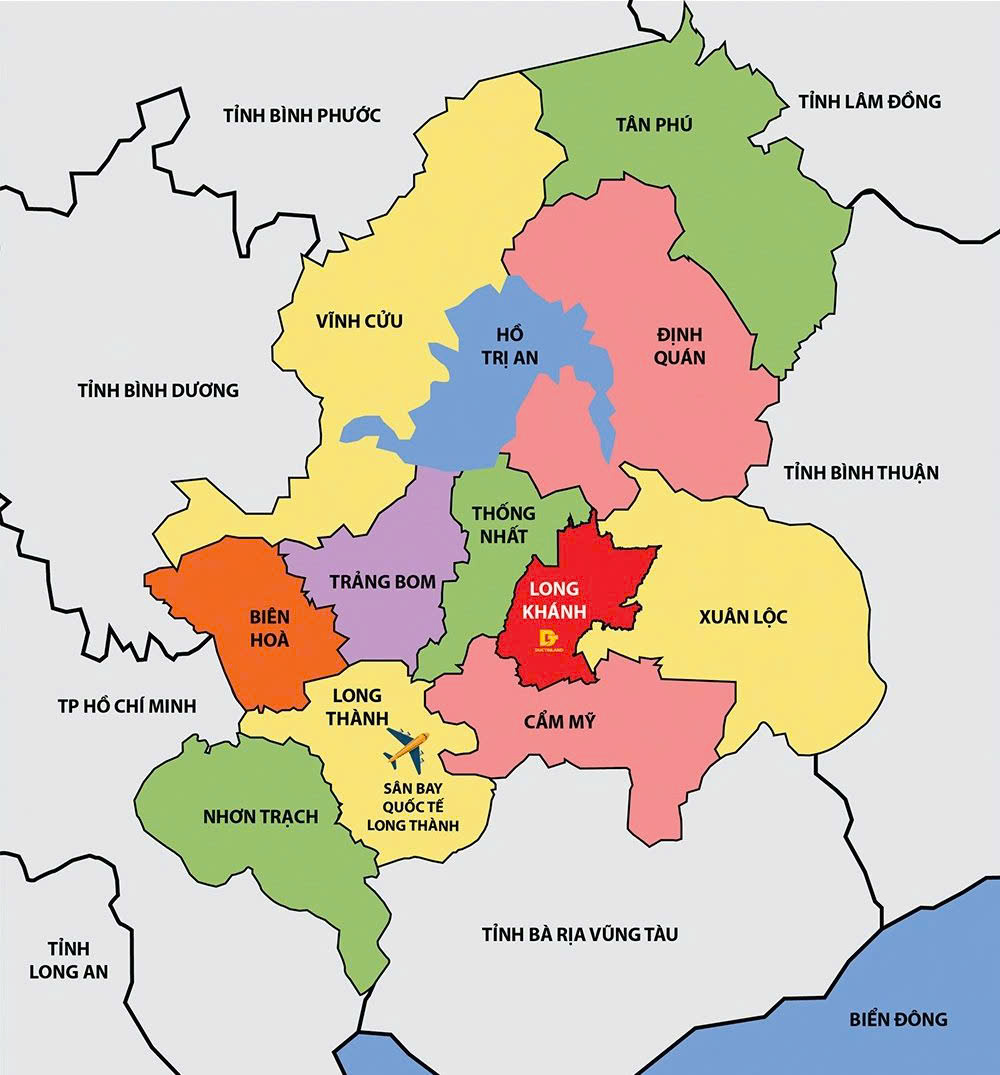 TỈNH BÌNH PHƯỚC
TỈNH LÂM ĐỒNG
TÂN PHÚ
VĨNH CỬU
HỒ
TRỊ AN
ĐỊNH
QUÁN
TỈNH BÌNH DƯƠNG
TỈNH BÌNH THUẬN
THỐNG
NHẤT
TRẢNG BOM
LONG
KHÁNH
BIÊN
HOÀ
XUÂN LỘC
TP HỒ CHÍ MINH
LONG
THÀNH
CẨM MỸ
SÂN BAY
QUỐC TẾ
LONG THÀNH
NHƠN TRẠCH
TỈNH BÀ RỊA VŨNG TÀU
TỈNH
LONG AN
BIỂN ĐÔNG